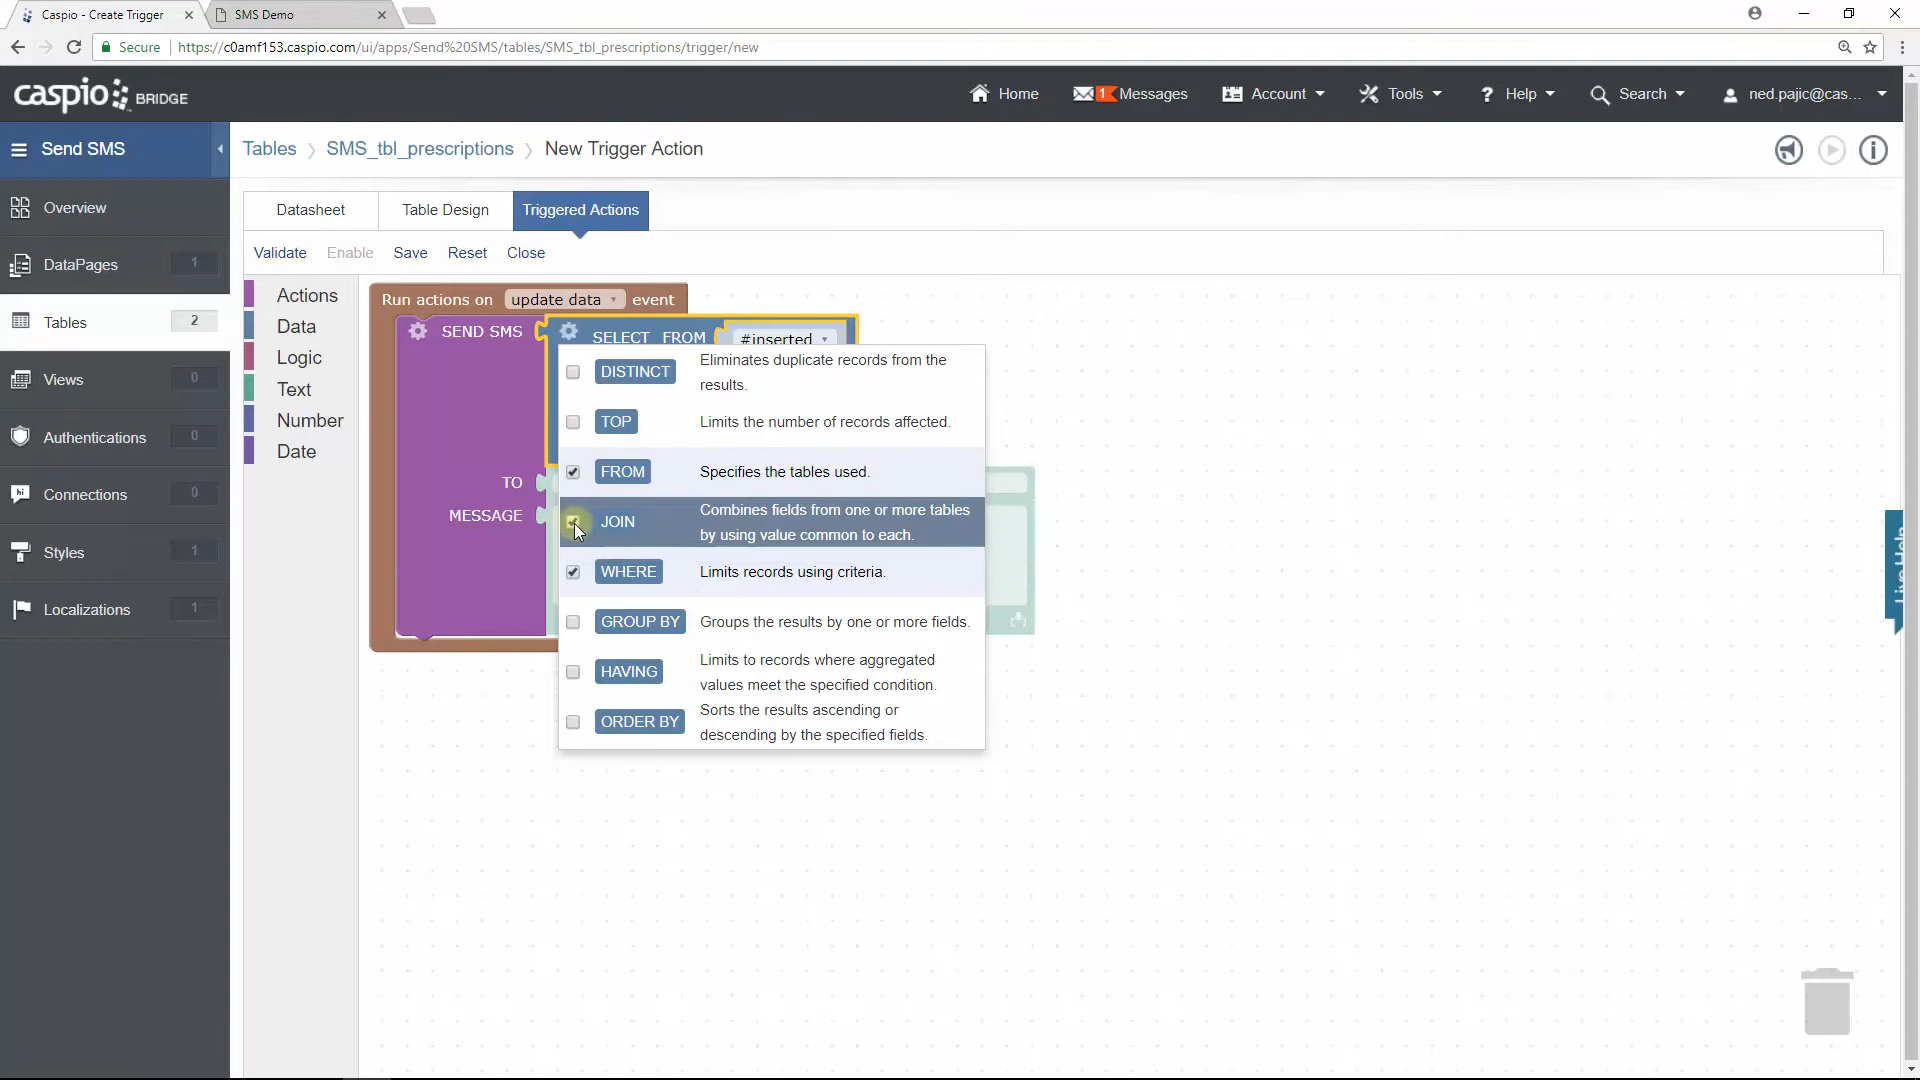 Caspio - Create Trigger
SMS Demo
Secure
https://c0amf153.caspio.com/ui/apps/Send%20SMS/tables/SMS_tbl_prescriptions/trigger/new
caspio BRIDGE
Home
1 Messages
Account
Tools
? Help
Search
ned.pajic@cas...
Send SMS
Tables > SMS_tbl_prescriptions > New Trigger Action
Overview
DataPages 1
Tables 2
Views 0
Authentications 0
hi Connections 0
Styles 1
Localizations 1
Datasheet
Table Design
Triggered Actions
Validate
Enable
Save
Reset
Close
Actions
Data
Logic
Text
Number
Date
Run actions on update data event
SEND SMS
SELECT FROM #inserted
TO
MESSAGE
DISTINCT
Eliminates duplicate records from the
results.
TOP
Limits the number of records affected.
FROM
Specifies the tables used.
JOIN
Combines fields from one or more tables
by using value common to each.
WHERE
Limits records using criteria.
GROUP BY
Groups the results by one or more fields.
HAVING
Limits to records where aggregated
values meet the specified condition.
ORDER BY
Sorts the results ascending or
descending by the specified fields.
Live Help